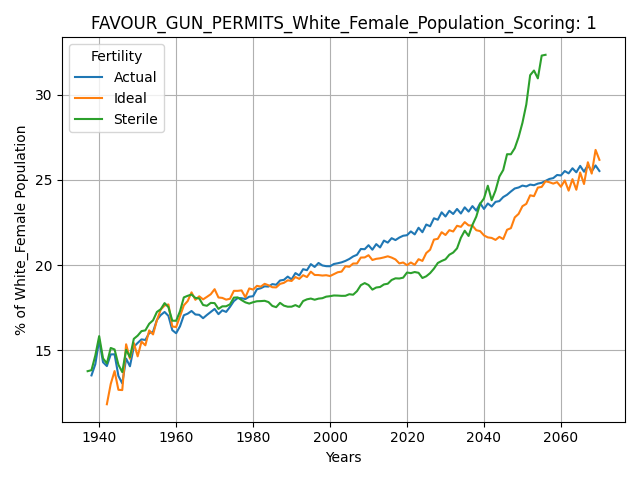 FAVOUR_GUN_PERMITS_White_Female_Population_Scoring: 1
Fertility
Actual
Ideal
Sterile
% of White_Female Population
30
25
20
15
1940
1960
1980
2000
2020
2040
2060
Years